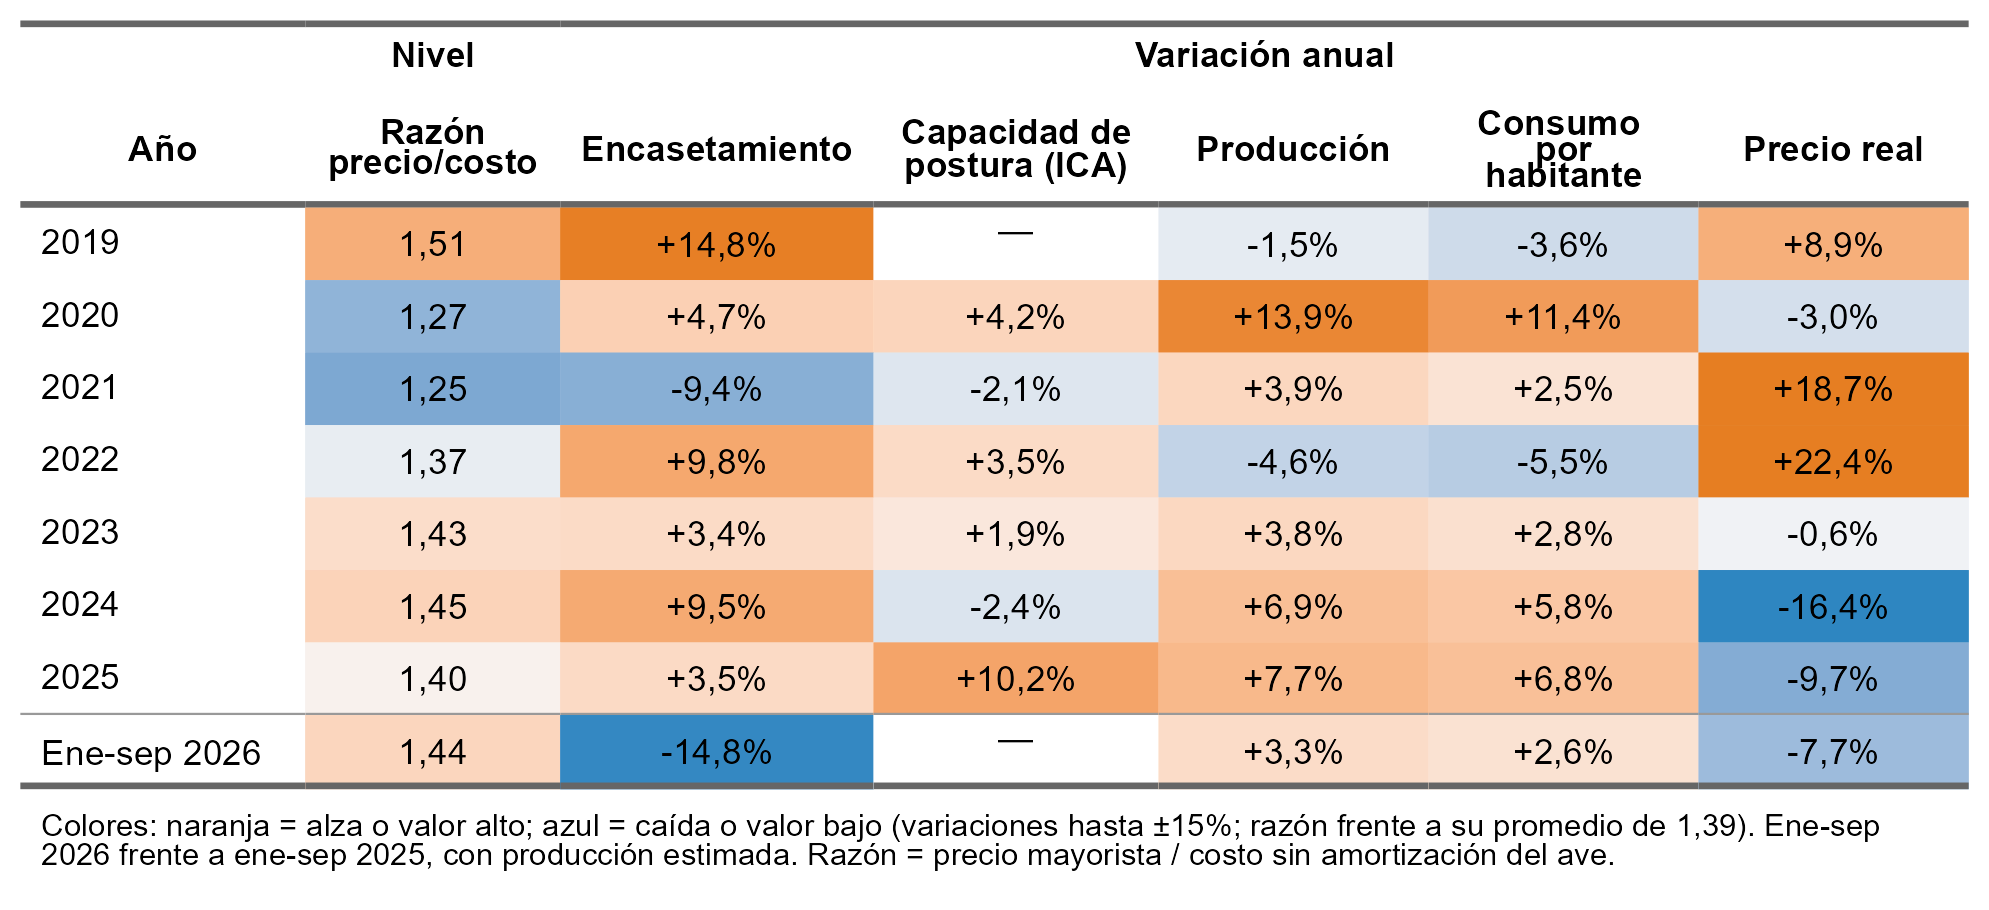 Nivel Variación anual
Año Razón precio/costo Encasetamiento Capacidad de postura (ICA) Producción Consumo por habitante Precio real
2019 1,51 +14,8% — -1,5% -3,6% +8,9%
2020 1,27 +4,7% +4,2% +13,9% +11,4% -3,0%
2021 1,25 -9,4% -2,1% +3,9% +2,5% +18,7%
2022 1,37 +9,8% +3,5% -4,6% -5,5% +22,4%
2023 1,43 +3,4% +1,9% +3,8% +2,8% -0,6%
2024 1,45 +9,5% -2,4% +6,9% +5,8% -16,4%
2025 1,40 +3,5% +10,2% +7,7% +6,8% -9,7%
Ene-sep 2026 1,44 -14,8% — +3,3% +2,6% -7,7%
Colores: naranja = alza o valor alto; azul = caída o valor bajo (variaciones hasta ±15%; razón frente a su promedio de 1,39). Ene-sep
2026 frente a ene-sep 2025, con producción estimada. Razón = precio mayorista / costo sin amortización del ave.